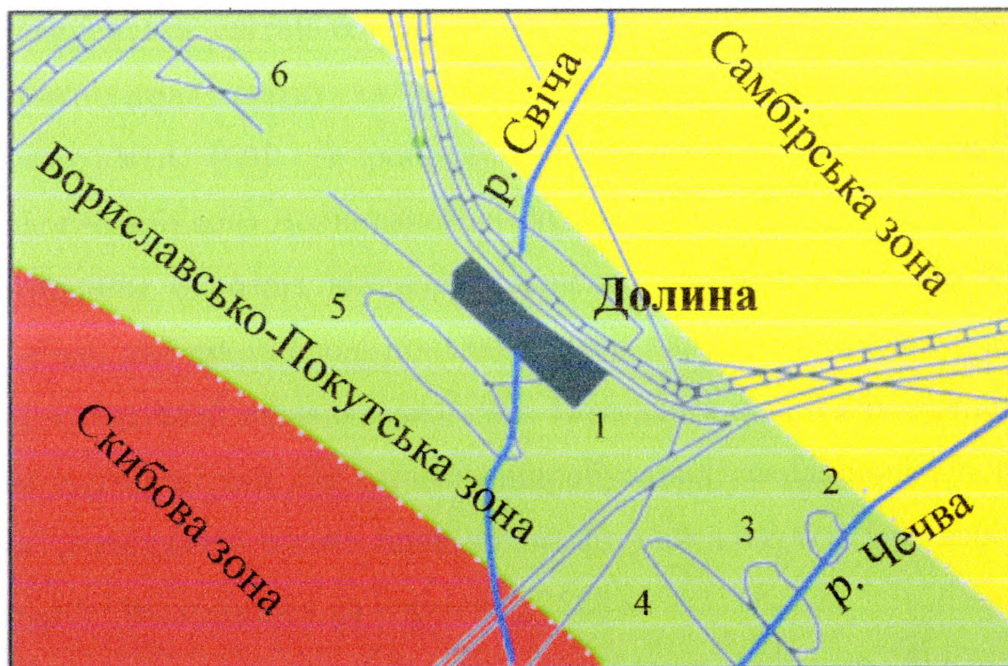 6
р. Свіча
Самбірська зона
Бориславсько-Покутська зона
5
Долина
Скибова зона
1
2
3
р. Чечва
4